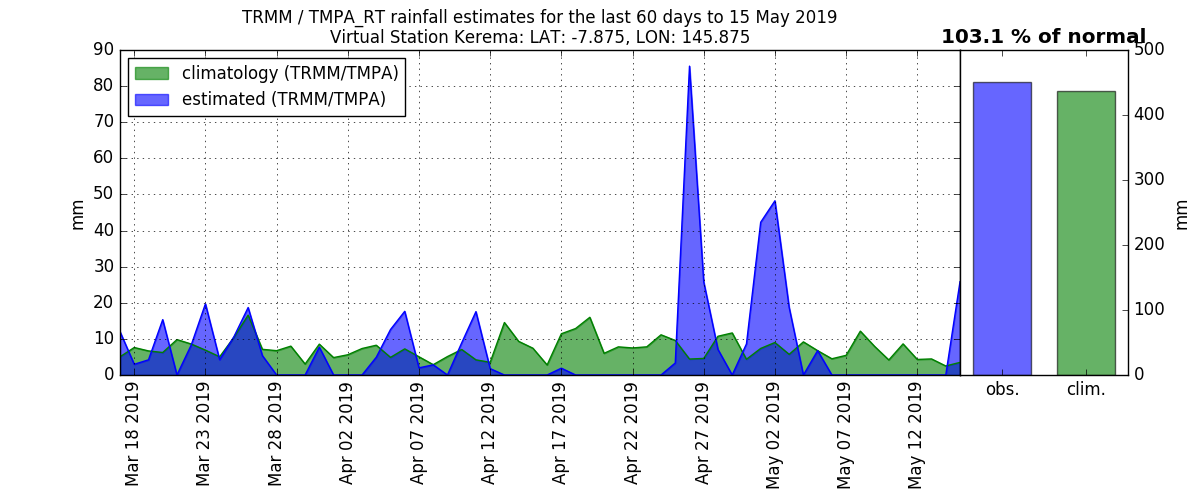 TRMM / TMPA_RT rainfall estimates for the last 60 days to 15 May 2019
Virtual Station Kerema: LAT: -7.875, LON: 145.875
103.1 % of normal
climatology (TRMM/TMPA)
estimated (TRMM/TMPA)
90
80
70
60
50
40
30
20
10
0
mm
Mar 18 2019
Mar 23 2019
Mar 28 2019
Apr 02 2019
Apr 07 2019
Apr 12 2019
Apr 17 2019
Apr 22 2019
Apr 27 2019
May 02 2019
May 07 2019
May 12 2019
obs.
clim.
500
400
300
200
100
0
mm